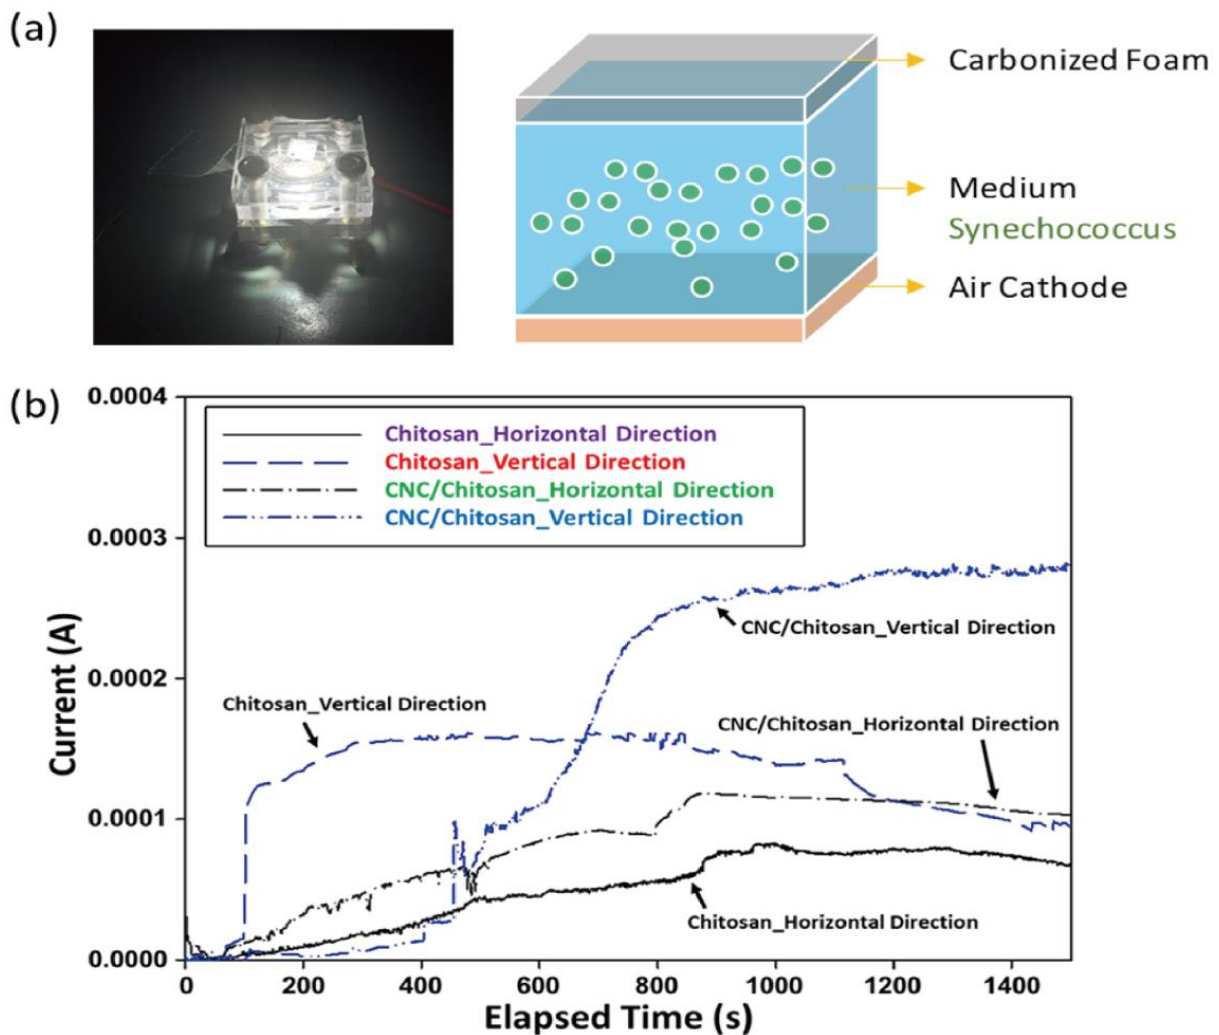 (a)
Carbonized Foam
Medium
Synechococcus
Air Cathode
(b)
0.0004
0.0003
0.0002
0.0001
0.0000
Current (A)
Chitosan_Horizontal Direction
Chitosan_Vertical Direction
CNC/Chitosan_Horizontal Direction
CNC/Chitosan_Vertical Direction
CNC/Chitosan_Vertical Direction
Chitosan_Vertical Direction
CNC/Chitosan_Horizontal Direction
Chitosan_Horizontal Direction
0 200 400 600 800 1000 1200 1400
Elapsed Time (s)